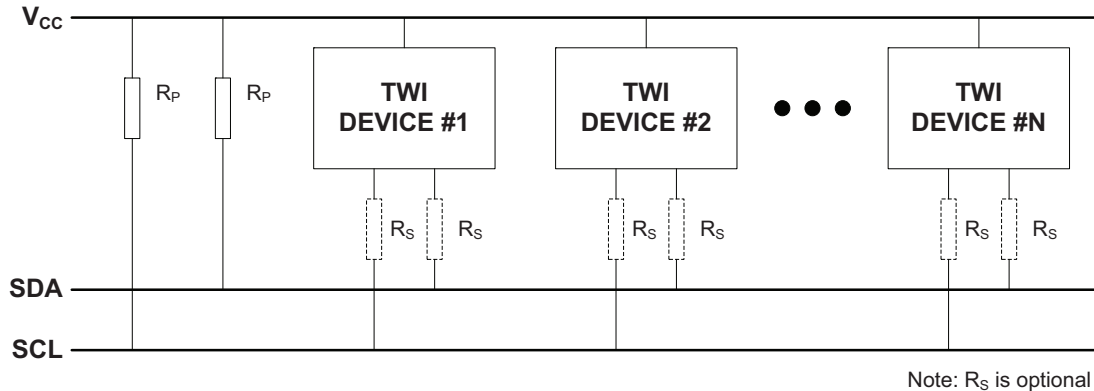 VCC
RP
RP
TWI
DEVICE #1
TWI
DEVICE #2
TWI
DEVICE #N
RS
RS
RS
RS
RS
RS
SDA
SCL
Note: RS is optional